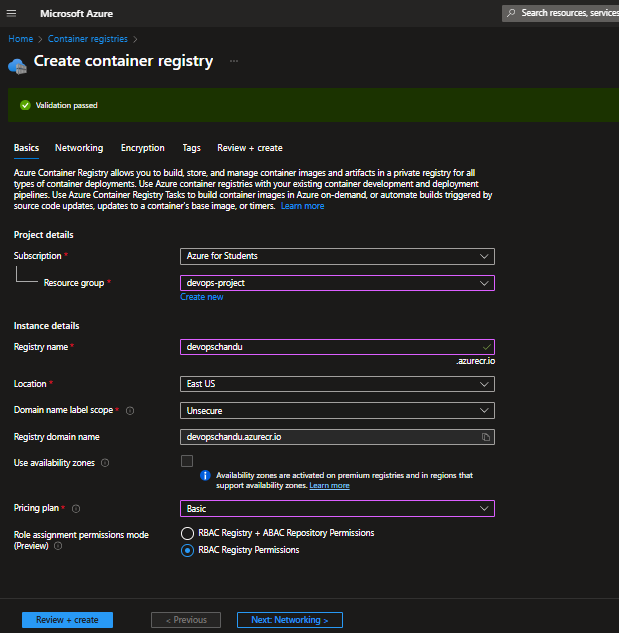 Microsoft Azure
Search resources, services
Home > Container registries >
Create container registry ...
Validation passed
Basics Networking Encryption Tags Review + create
Azure Container Registry allows you to build, store, and manage container images and artifacts in a private registry for all
types of container deployments. Use Azure container registries with your existing container development and deployment
pipelines. Use Azure Container Registry Tasks to build container images in Azure on-demand, or automate builds triggered by
source code updates, updates to a container's base image, or timers. Learn more
Project details
Subscription * Azure for Students
Resource group * devops-project
Create new
Instance details
Registry name * devopschandu
.azurecr.io
Location * East US
Domain name label scope * Unsecure
Registry domain name devopschandu.azurecr.io
Use availability zones
Availability zones are activated on premium registries and in regions that
support availability zones. Learn more
Pricing plan * Basic
Role assignment permissions mode
(Preview)
RBAC Registry + ABAC Repository Permissions
RBAC Registry Permissions
Review + create < Previous Next: Networking >